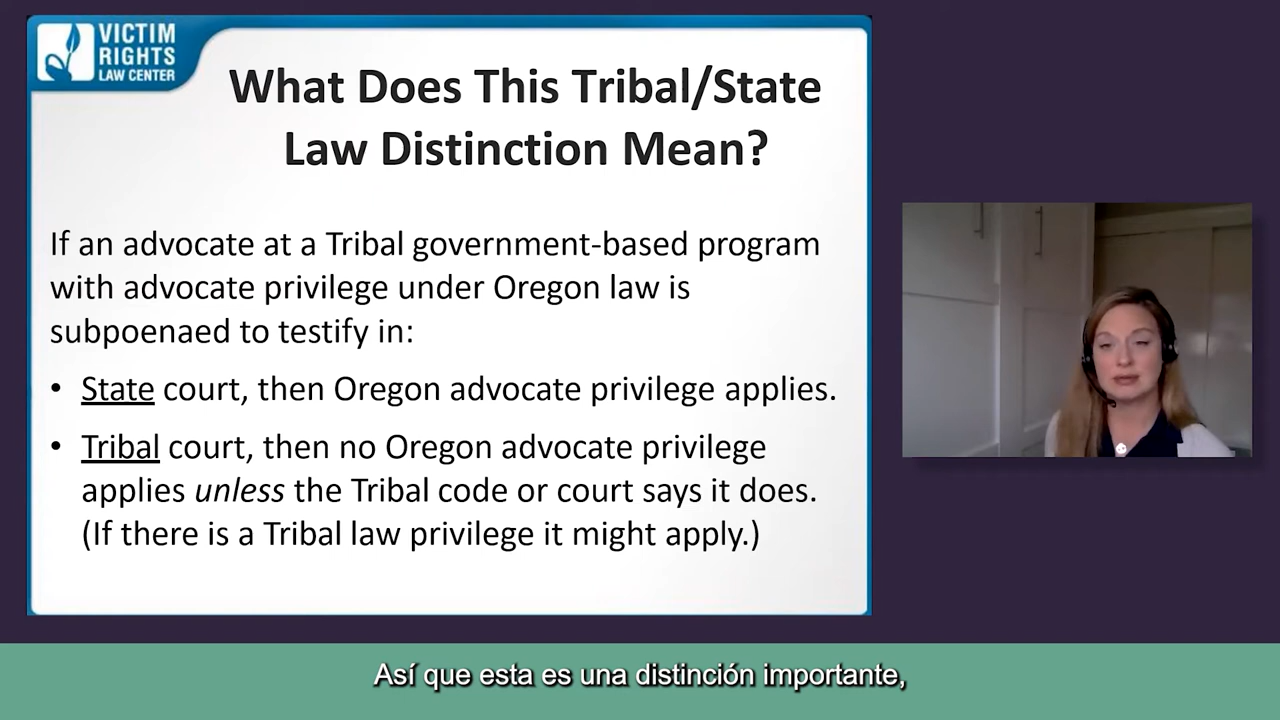 VICTIM
RIGHTS
LAW CENTER
What Does This Tribal/State
Law Distinction Mean?
If an advocate at a Tribal government-based program
with advocate privilege under Oregon law is
subpoenaed to testify in:
• State court, then Oregon advocate privilege applies.
• Tribal court, then no Oregon advocate privilege
applies unless the Tribal code or court says it does.
(If there is a Tribal law privilege it might apply.)
Así que esta es una distinción importante,